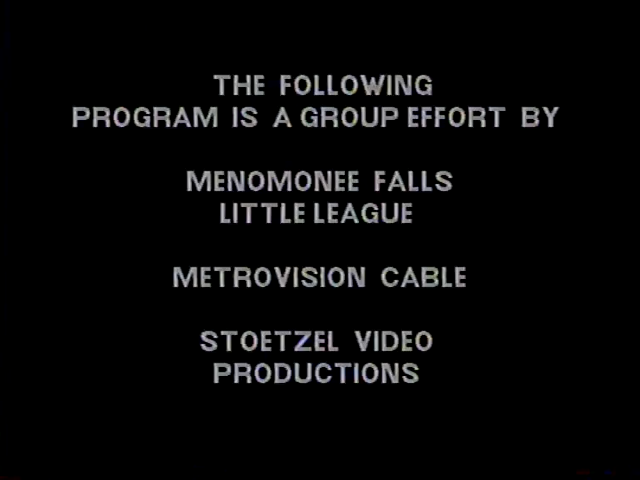 THE FOLLOWING
PROGRAM IS A GROUP EFFORT BY
MENOMONEE FALLS
LITTLE LEAGUE
METROVISION CABLE
STOETZEL VIDEO
PRODUCTIONS